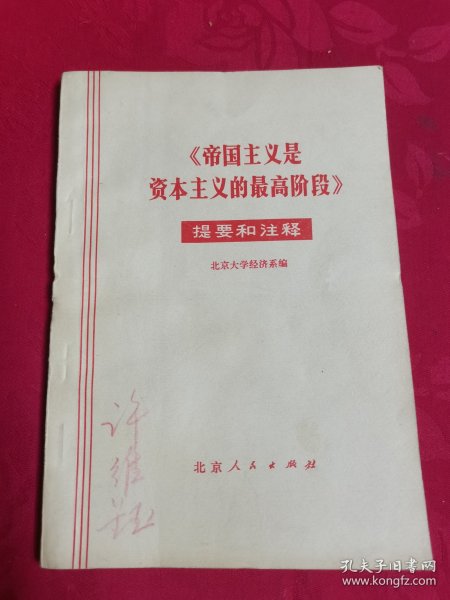 《帝国主义是
资本主义的最高阶段》
提要和注释
北京大学经济系编
许维
北京人民出版社
孔夫子旧书网
www.kongfz.com